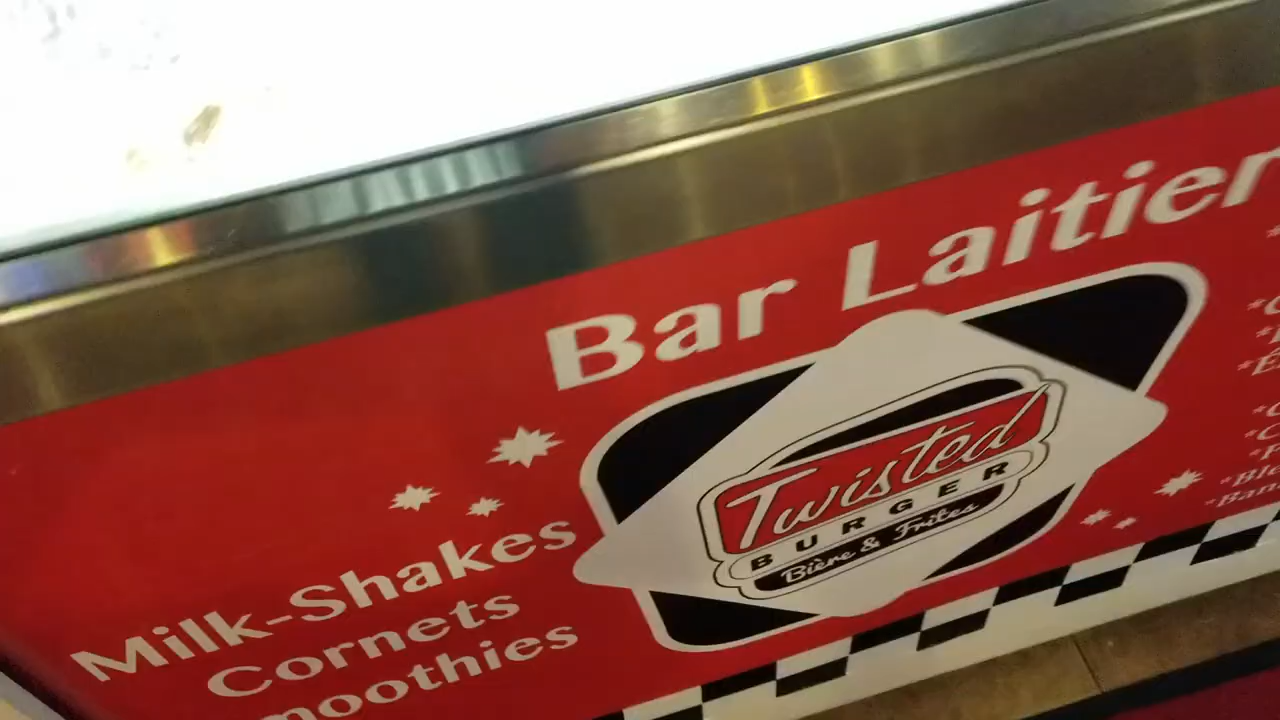 Bar Laitier
Twisted
BURGER
Bière & Frites
Milk-Shakes
Cornets
moothies